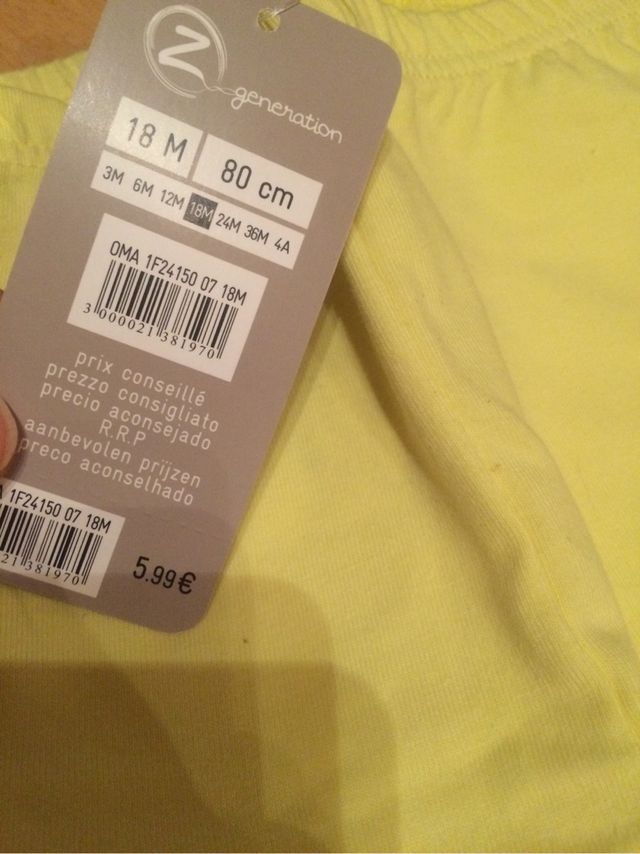 Z
generation
18 M
80 cm
3M 6M 12M 18M 24M 36M 4A
OMA 1F24150 07 18M
3 000021 381970
prix conseillé
prezzo consigliato
precio aconsejado
R.R.P
aanbevolen prijzen
preco aconselhado
1F24150 07 18M
21 381970
5.99€